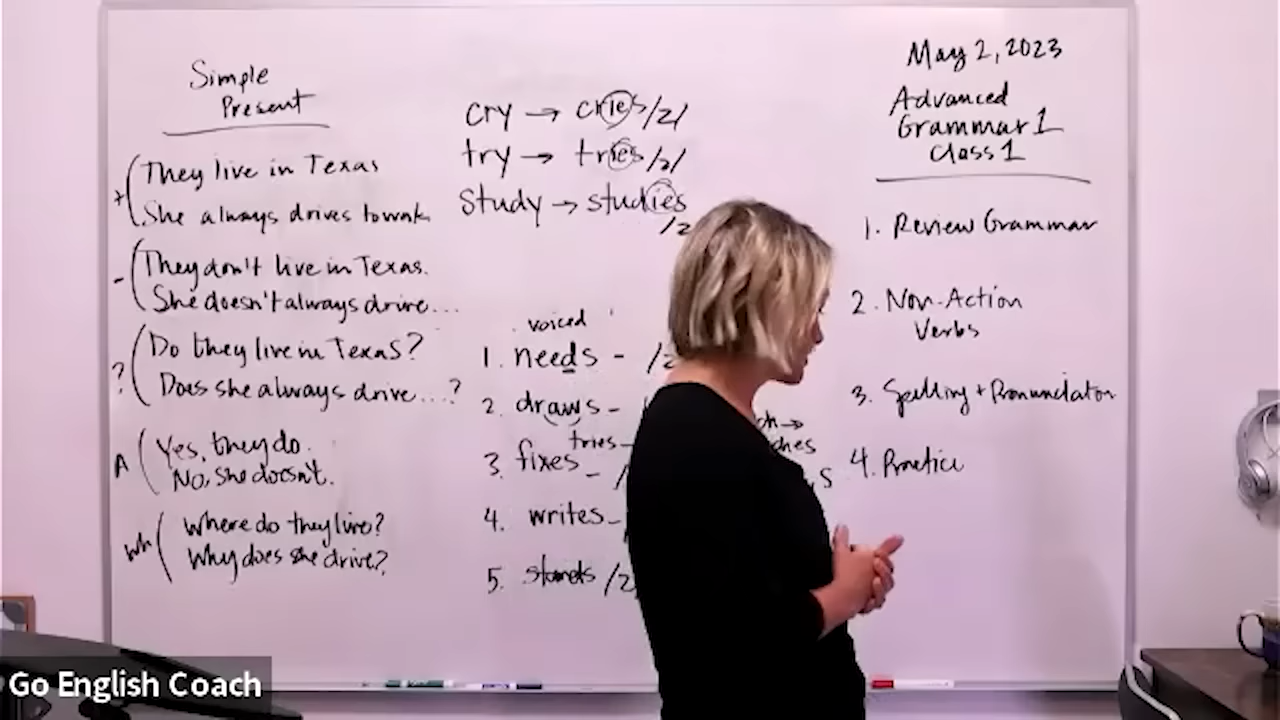 Simple
Present
+ They live in Texas
She always drives to work
- They don't live in Texas.
She doesn't always drive...
? Do they live in Texas?
Does she always drive...?
A Yes, they do.
No, she doesn't.
Wh Where do they live?
Why does she drive?
cry → cries /z/
try → tries /z/
Study → studies
/z
voiced
1. needs - /z
2. draws -
tries -
3. fixes - /
4. writes -
5. stands /z
ch →
ches
s
May 2, 2023
Advanced
Grammar 1
Class 1
1. Review Grammar
2. Non-Action
Verbs
3. Spelling + Pronunciation
4. Practice
Go English Coach